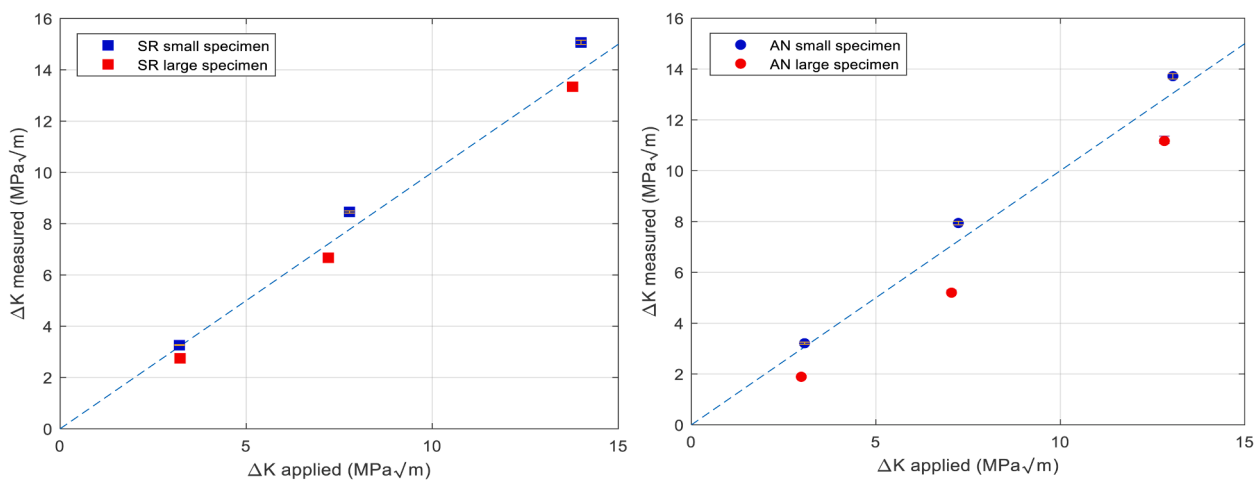 16
14
12
10
8
6
4
2
0
ΔK measured (MPa√m)
SR small specimen
SR large specimen
0 5 10 15
ΔK applied (MPa√m)
16
14
12
10
8
6
4
2
0
ΔK measured (MPa√m)
AN small specimen
AN large specimen
0 5 10 15
ΔK applied (MPa√m)